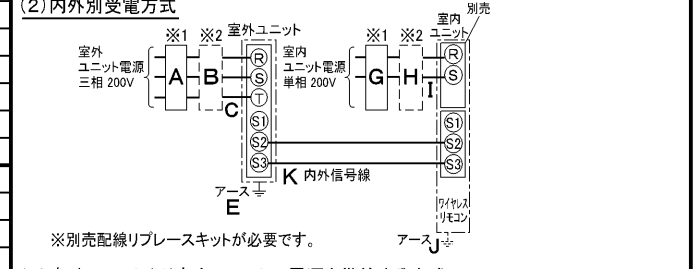 (2)内外別受電方式
別売
※1 ※2 室外ユニット
※1 ※2 室内ユニット
室外
ユニット電源
三相 200V
A B C
R
S
T
S1
S2
S3
室内
ユニット電源
単相 200V
G H I
R
S
S1
S2
S3
K 内外信号線
アース
E
ワイヤレス
リモコン
アース J
※別売配線リプレースキットが必要です。